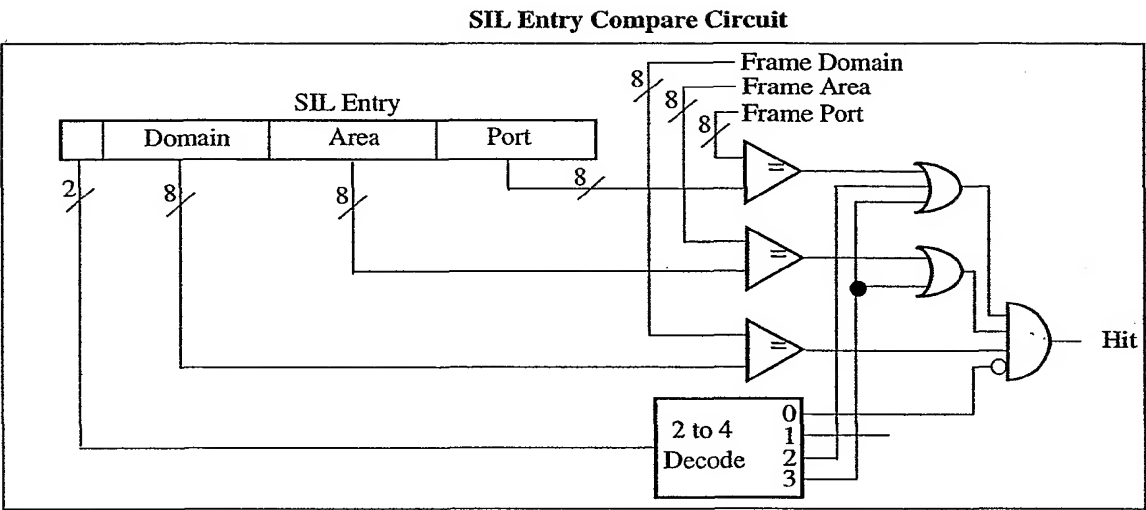 SIL Entry Compare Circuit
Frame Domain
8
Frame Area
8
SIL Entry
Frame Port
8
Domain
Area
Port
=
2
8
8
8
=
=
Hit
2 to 4
Decode
0
1
2
3